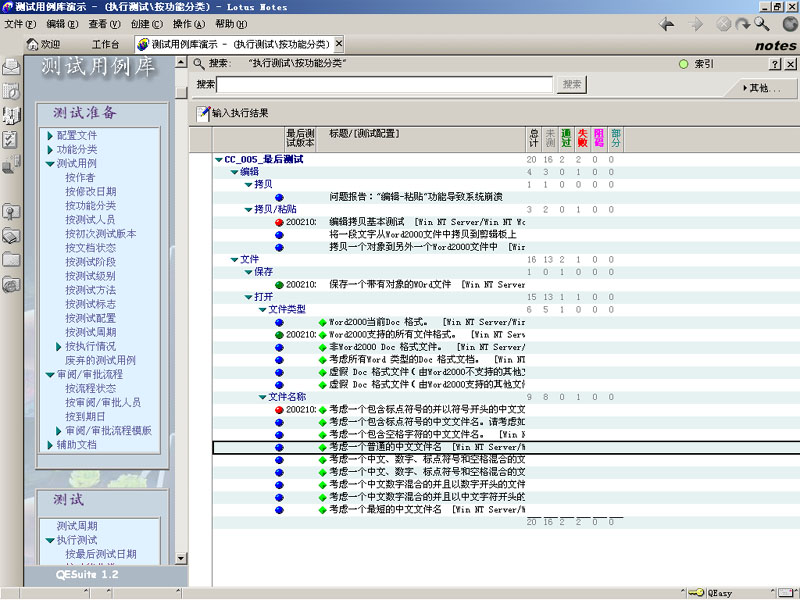 测试用例库演示 - (执行测试\按功能分类) - Lotus Notes
文件(F) 编辑(E) 查看(V) 创建(C) 操作(A) 帮助(H)
欢迎 工作台 测试用例库演示 - (执行测试\按功能分类)
notes
测试用例库
搜索: "执行测试\按功能分类" 索引
搜索 搜索 其他...
测试准备
配置文件
功能分类
测试用例
按作者
按修改日期
按功能分类
按测试人员
按初次测试版本
按文档状态
按测试阶段
按测试级别
按测试方法
按测试标志
按测试配置
按测试周期
按执行情况
废弃的测试用例
审阅/审批流程
按流程状态
按审阅/审批人员
按到期日
审阅/审批流程模版
辅助文档
测试
测试周期
执行测试
按最后测试日期
QESuite 1.2
输入执行结果
最后测试版本 标题/[测试配置] 总计 未测 通过 失败 阻碍 部分
CC_005_最后测试 20 16 2 2 0 0
编辑 4 3 0 1 0 0
拷贝 1 1 0 0 0 0
问题报告:"编辑-粘贴"功能导致系统崩溃
拷贝/粘贴 3 2 0 1 0 0
200210: 编辑拷贝基本测试 [Win NT Server/Win NT Wo
将一段文字从Word2000文件中拷贝到剪辑板上
拷贝一个对象到另外一个Word2000文件中 [Wir
文件 16 13 2 1 0 0
保存 1 0 1 0 0 0
200210: 保存一个带有对象的WOrd文件 [Win NT Server
打开 15 13 1 1 0 0
文件类型 6 5 1 0 0 0
Word2000当前Doc 格式。 [Win NT Server/Wir
200210: Word2000支持的所有文件格式。 [Win NT Serv
非Word2000 Doc 格式文件。 [Win NT Server/
考虑所有Word 类型的Doc 格式文档。 [Win NT
虚假 Doc 格式文件(由Word2000不支持的其他文
虚假 Doc 格式文件(由Word2000支持的其他文件
文件名称 9 8 0 1 0 0
200210: 考虑一个包含标点符号的并以符号开头的中文文
考虑一个包含标点符号的中文文件名。请考虑如
考虑一个包含空格字符的中文文件名。 [Win N
考虑一个普通的中文文件名 [Win NT Server/W
考虑一个中文、数字、标点符号和空格混合的文
考虑一个中文、数字、标点符号和空格混合的文
考虑一个中文数字混合的并且以数字开头的文件
考虑一个中文数字混合的并且以中文字符开头的
考虑一个最短的中文文件名 [Win NT Server/W
20 16 2 2 0 0
QEasy